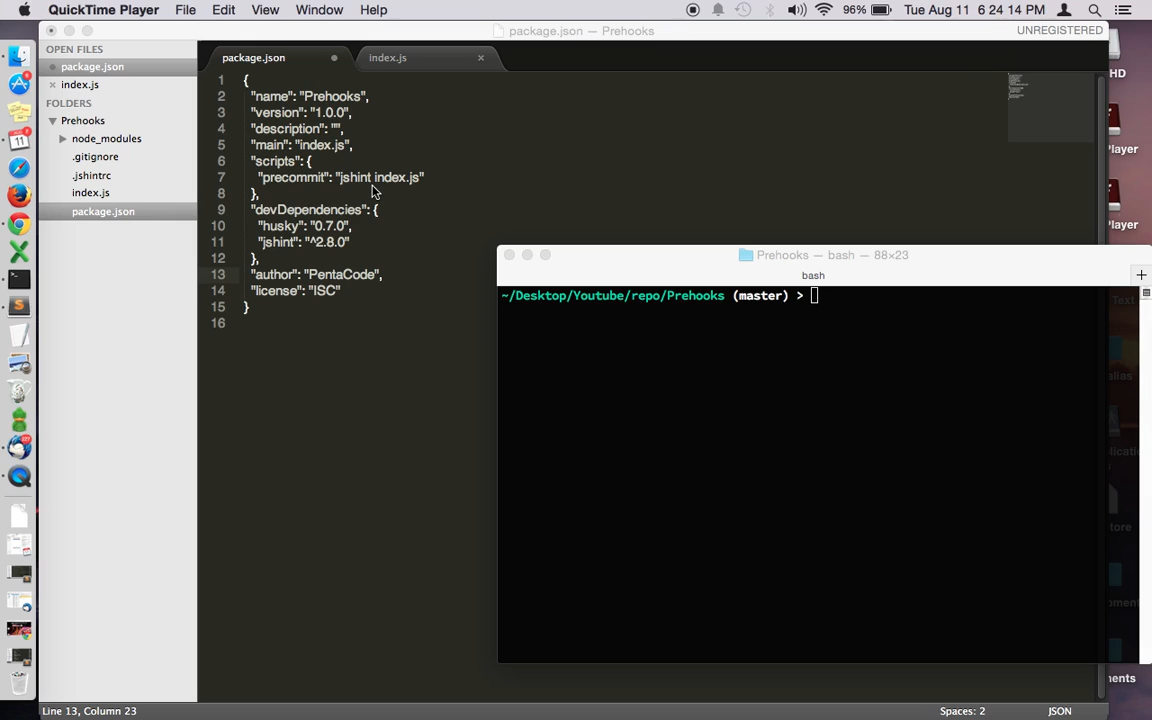 QuickTime Player File Edit View Window Help 96% Tue Aug 11 6 24 14 PM
package.json — Prehooks UNREGISTERED
OPEN FILES
package.json
index.js
FOLDERS
Prehooks
node_modules
.gitignore
.jshintrc
index.js
package.json
package.json index.js
1 {
2 "name": "Prehooks",
3 "version": "1.0.0",
4 "description": "",
5 "main": "index.js",
6 "scripts": {
7 "precommit": "jshint index.js"
8 },
9 "devDependencies": {
10 "husky": "0.7.0",
11 "jshint": "^2.8.0"
12 },
13 "author": "PentaCode",
14 "license": "ISC"
15 }
16
Prehooks — bash — 88×23
bash
~/Desktop/Youtube/repo/Prehooks (master) >
HD
layer
layer
Text
Line 13, Column 23 Spaces: 2 JSON